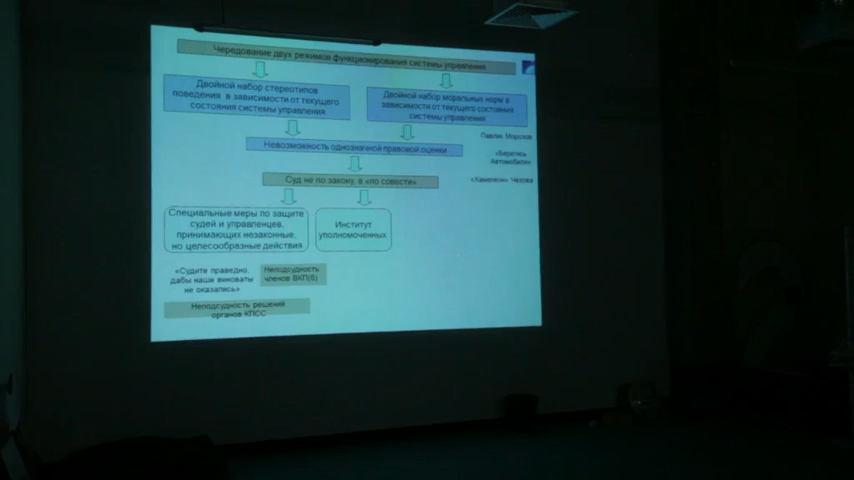 Чередование двух режимов функционирования системы управления
Двойной набор стереотипов
поведения в зависимости от текущего
состояния системы управления
Двойной набор моральных норм в
зависимости от текущего состояния
системы управления
Павлик Морозов
Невозможность однозначной правовой оценки
«Берегись
Автомобиля»
Суд не по закону, а «по совести»
«Хамелеон» Чехова
Специальные меры по защите
судей и управленцев,
принимающих незаконные,
но целесообразные действия
Институт
уполномоченных
«Судите праведно,
дабы наши виноваты
не оказались»
Неподсудность
членов ВКП(б)
Неподсудность решений
органов КПСС